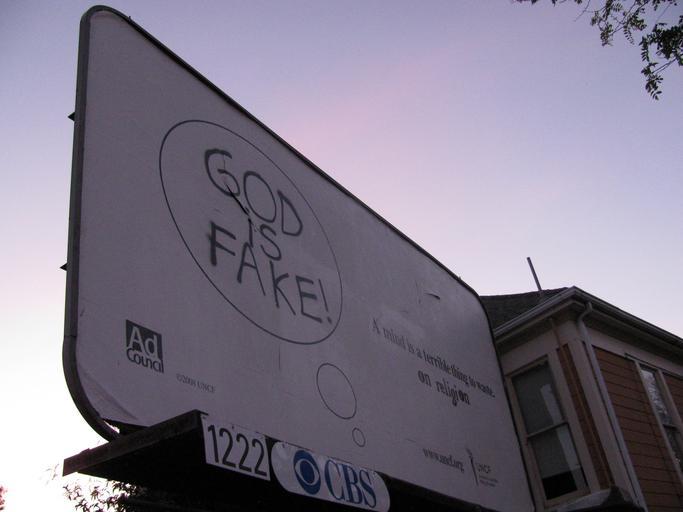 GOD
IS
FAKE!
A mind is a terrible thing to waste.
on religion
Ad
Council
©2008 UNCF
www.uncf.org
UNCF
1222
CBS